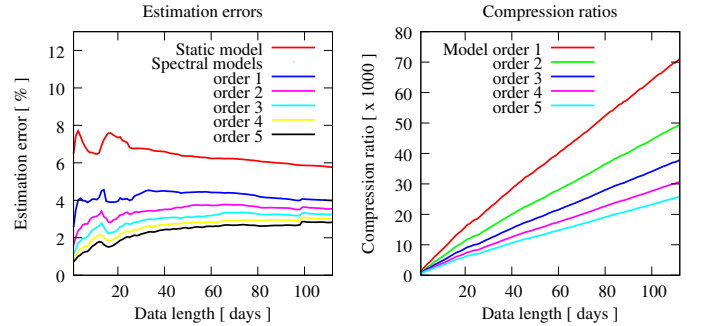 Estimation errors
Estimation error [ % ]
12
10
8
6
4
2
0
Static model
Spectral models
order 1
order 2
order 3
order 4
order 5
20
40
60
80
100
Data length [ days ]
Compression ratios
Compression ratio [ x 1000 ]
80
70
60
50
40
30
20
10
0
Model order 1
order 2
order 3
order 4
order 5
20
40
60
80
100
Data length [ days ]